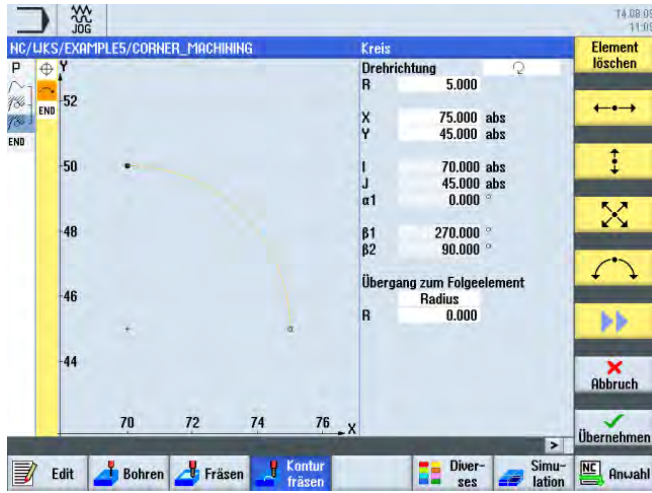 JOG
14.08.09
11:09
NC/WKS/EXAMPLE5/CORNER_MACHINING
P
END
END
Y
52
50
48
46
44
70 72 74 76 X
Kreis
Drehrichtung
R 5.000
X 75.000 abs
Y 45.000 abs
I 70.000 abs
J 45.000 abs
α1 0.000 °
β1 270.000 °
β2 90.000 °
Übergang zum Folgeelement
Radius
R 0.000
Element
löschen
Abbruch
Übernehmen
>
Edit
Bohren
Fräsen
Kontur
fräsen
Diver-
ses
Simu-
lation
NC Anwahl